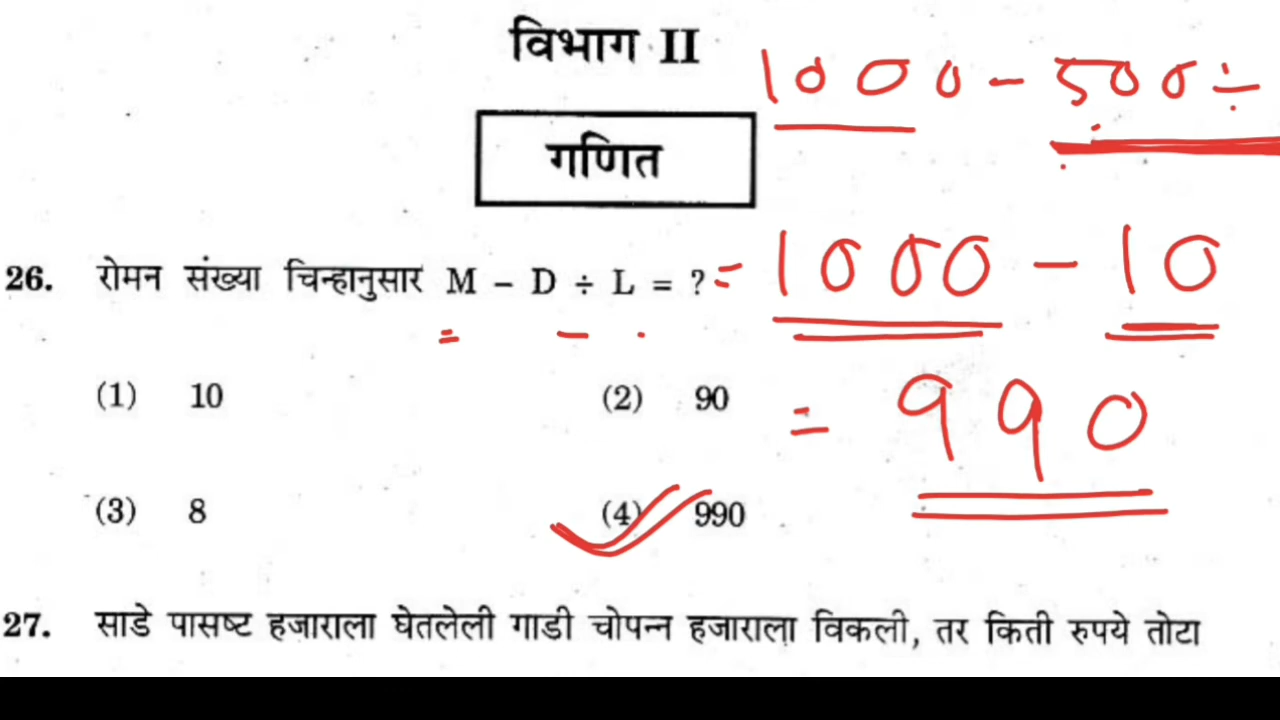 विभाग II
1000 - 500 ÷
गणित
26. रोमन संख्या चिन्हानुसार M – D ÷ L = ? = 1000 - 10
(1) 10 (2) 90
= 990
(3) 8 (4) 990
27. साडे पासष्ट हजाराला घेतलेली गाडी चोपन्न हजाराला विकली, तर किती रुपये तोटा